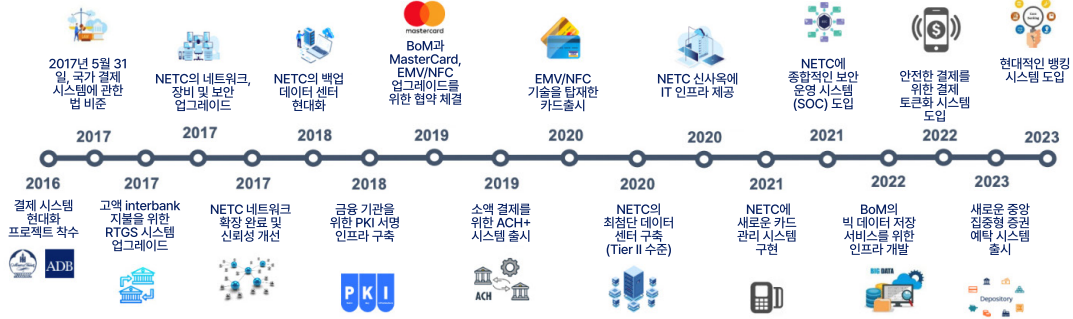 mastercard
2017년 5월 31
일, 국가 결제
시스템에 관한
법 비준
NETC의 네트워크,
장비 및 보안
업그레이드
NETC의 백업
데이터 센터
현대화
BoM과
MasterCard,
EMV/NFC
업그레이드를
위한 협약 체결
EMV/NFC
기술을 탑재한
카드출시
NETC 신사옥에
IT 인프라 제공
NETC에
종합적인 보안
운영 시스템
(SOC) 도입
안전한 결제를
위한 결제
토큰화 시스템
도입
현대적인 뱅킹
시스템 도입
2017
2017
2018
2019
2020
2020
2021
2022
2023
2016
결제 시스템
현대화
프로젝트 착수
ADB
2017
고액 interbank
지불을 위한
RTGS 시스템
업그레이드
2017
NETC 네트워크
확장 완료 및
신뢰성 개선
2018
금융 기관을
위한 PKI 서명
인프라 구축
PKI
2019
소액 결제를
위한 ACH+
시스템 출시
ACH
2020
NETC의
최첨단 데이터
센터 구축
(Tier II 수준)
2021
NETC에
새로운 카드
관리 시스템
구현
2022
BoM의
빅 데이터 저장
서비스를 위한
인프라 개발
BIG DATA
2023
새로운 중앙
집중형 증권
예탁 시스템
출시
Depository